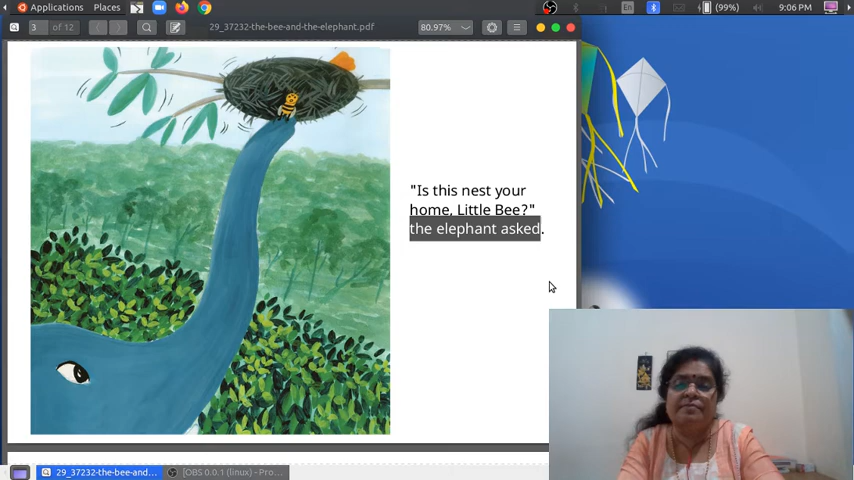 Applications Places En (99%) 9:06 PM
3 of 12 29_37232-the-bee-and-the-elephant.pdf 80.97%
"Is this nest your
home, Little Bee?"
the elephant asked.
29_37232-the-bee-and-... [OBS 0.0.1 (linux) - Pro...